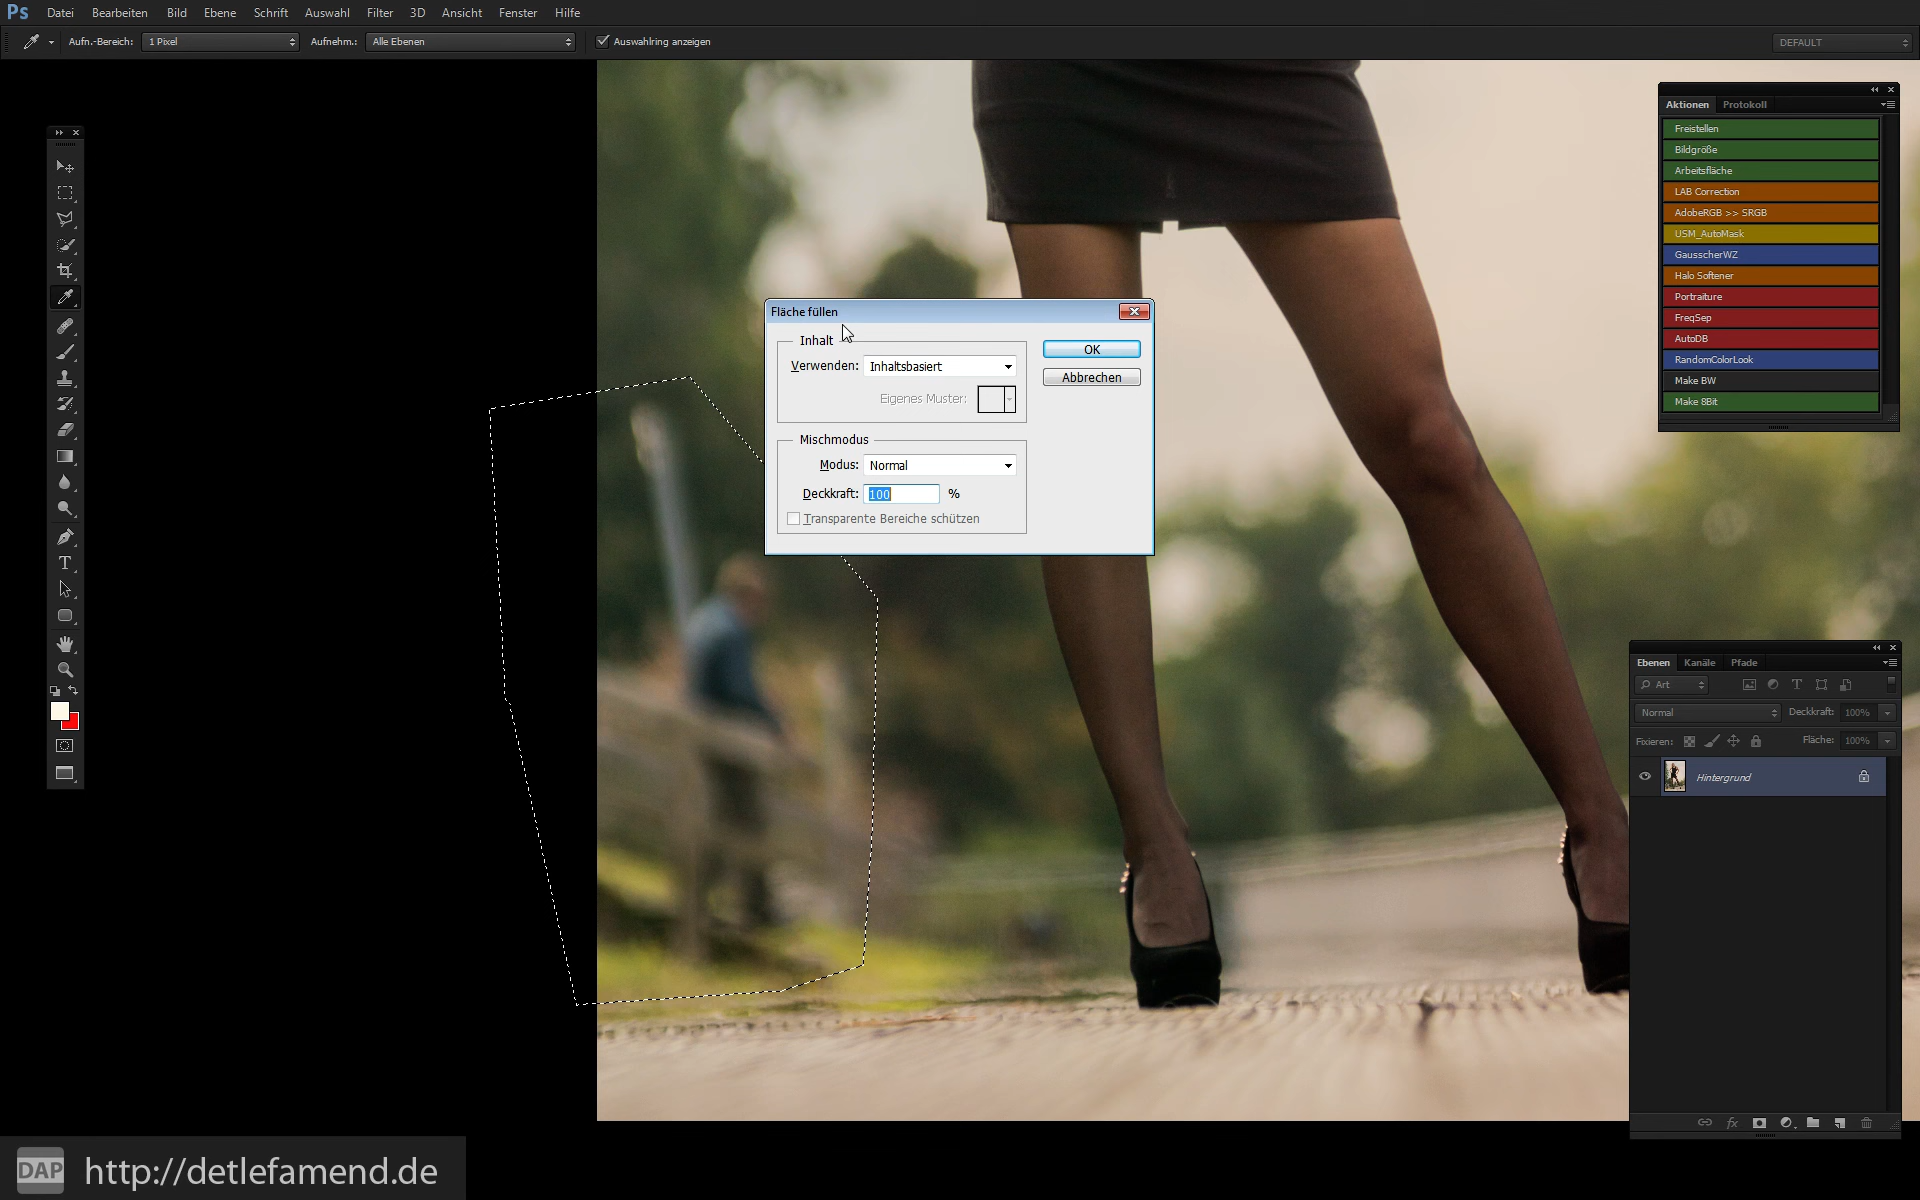 Ps Datei Bearbeiten Bild Ebene Schrift Auswahl Filter 3D Ansicht Fenster Hilfe
Aufn.-Bereich: 1 Pixel Aufnehm.: Alle Ebenen Auswahlring anzeigen DEFAULT
Aktionen Protokoll
Freistellen
Bildgröße
Arbeitsfläche
LAB Correction
AdobeRGB >> SRGB
USM_AutoMask
GausscherWZ
Halo Softener
Portraiture
FreqSep
AutoDB
RandomColorLook
Make BW
Make 8Bit
Fläche füllen
Inhalt
Verwenden: Inhaltsbasiert
Eigenes Muster:
OK
Abbrechen
Mischmodus
Modus: Normal
Deckkraft: 100 %
Transparente Bereiche schützen
Ebenen Kanäle Pfade
Art
Normal Deckkraft: 100%
Fixieren: Fläche: 100%
Hintergrund
fx
DAP http://detlefamend.de